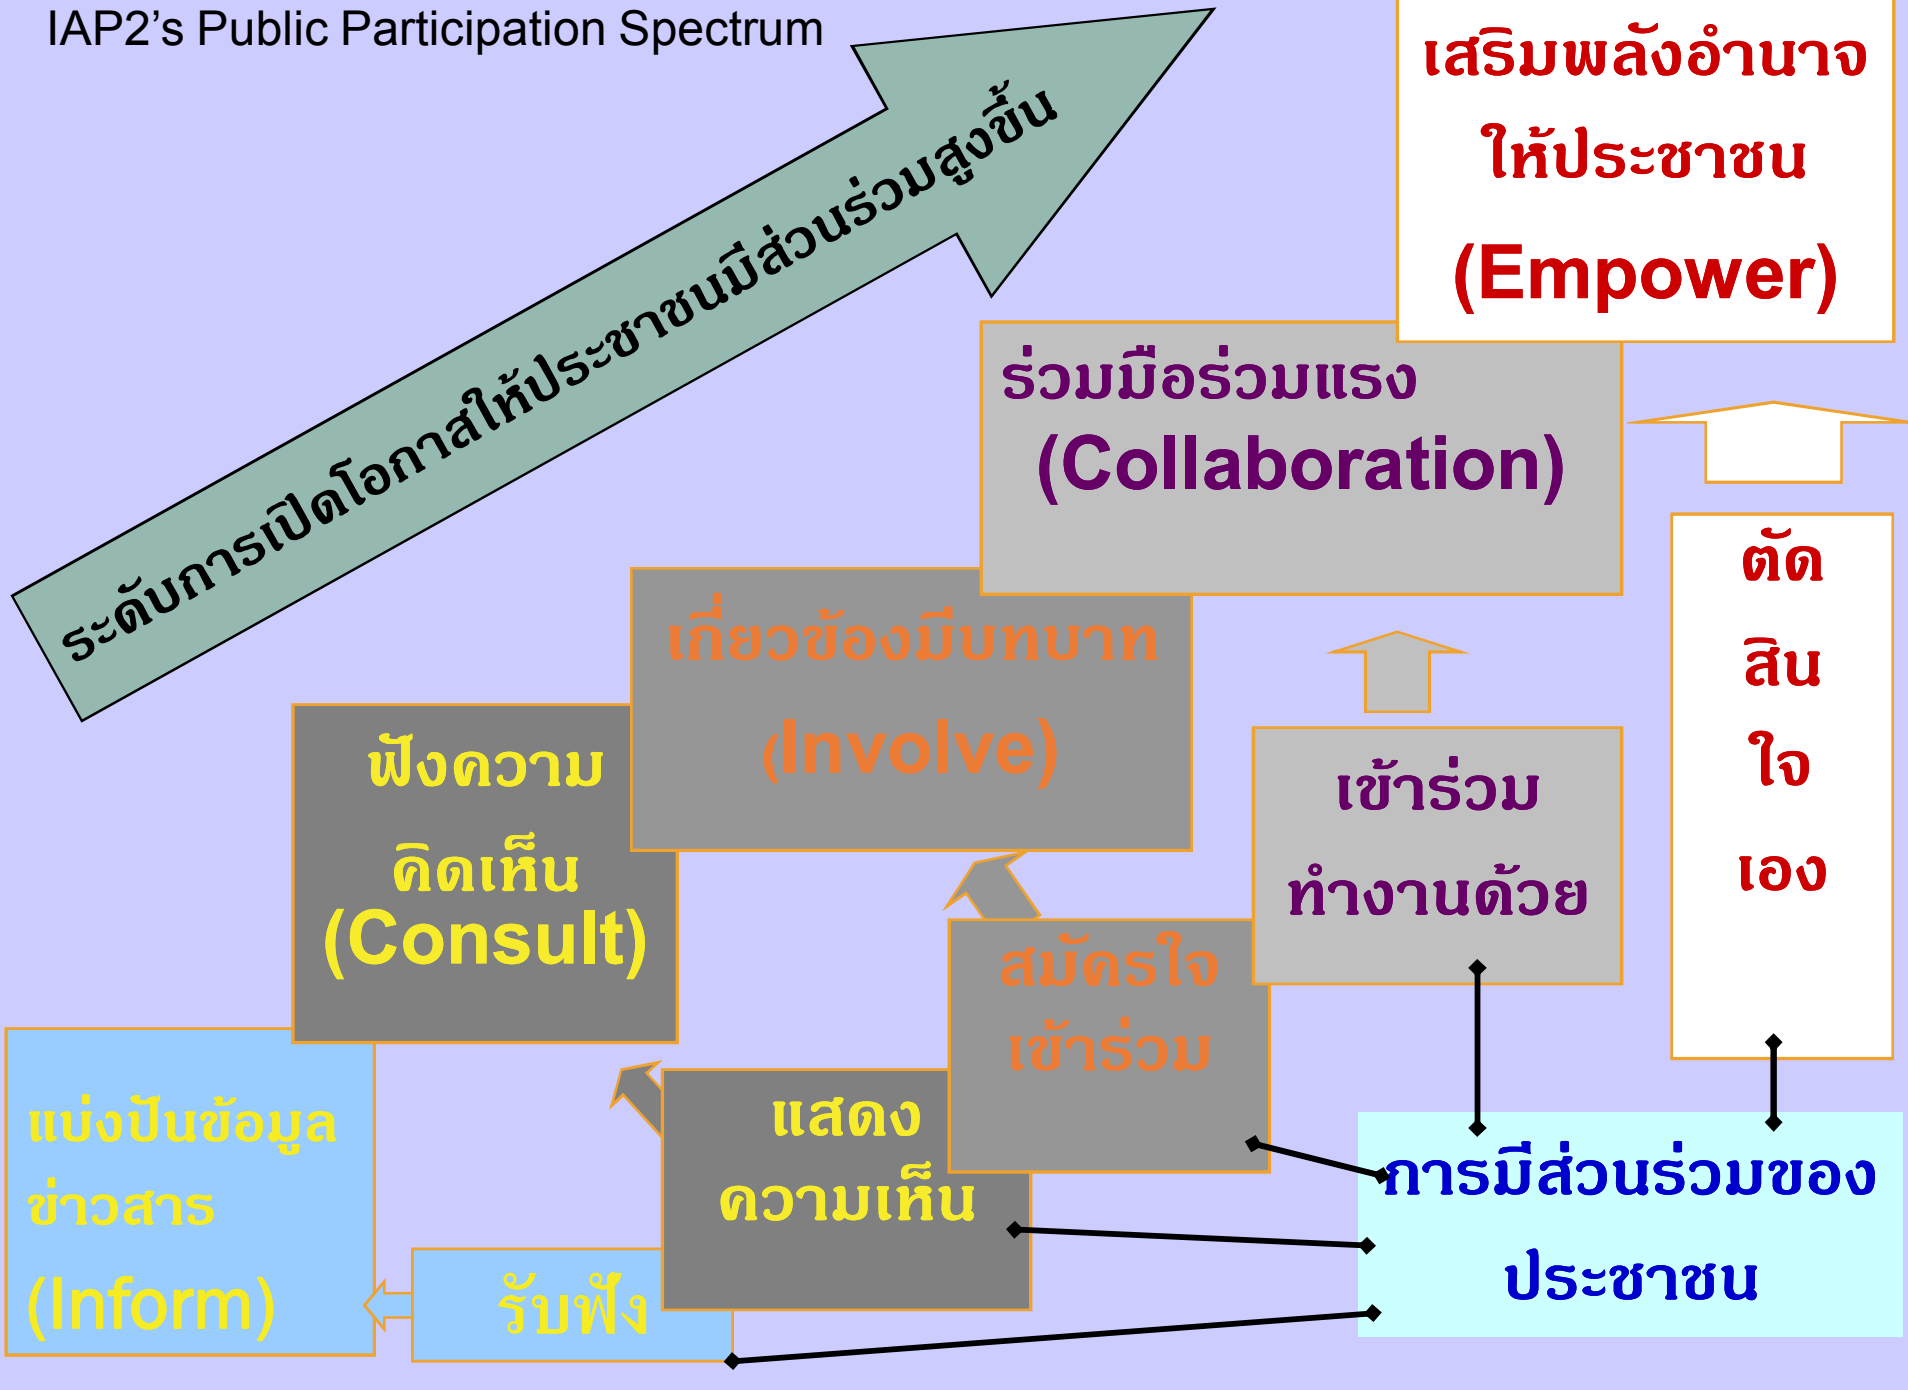 IAP2’s Public Participation Spectrum
ระดับการเปิดโอกาสให้ประชาชนมีส่วนร่วมสูงขึ้น
เสริมพลังอำนาจ
ให้ประชาชน
(Empower)
ร่วมมือร่วมแรง
(Collaboration)
เกี่ยวข้องมีบทบาท
(Involve)
ฟังความ
คิดเห็น
(Consult)
แบ่งปันข้อมูล
ข่าวสาร
(Inform)
รับฟัง
แสดง
ความเห็น
สมัครใจ
เข้าร่วม
เข้าร่วม
ทำงานด้วย
ตัด
สิน
ใจ
เอง
การมีส่วนร่วมของ
ประชาชน